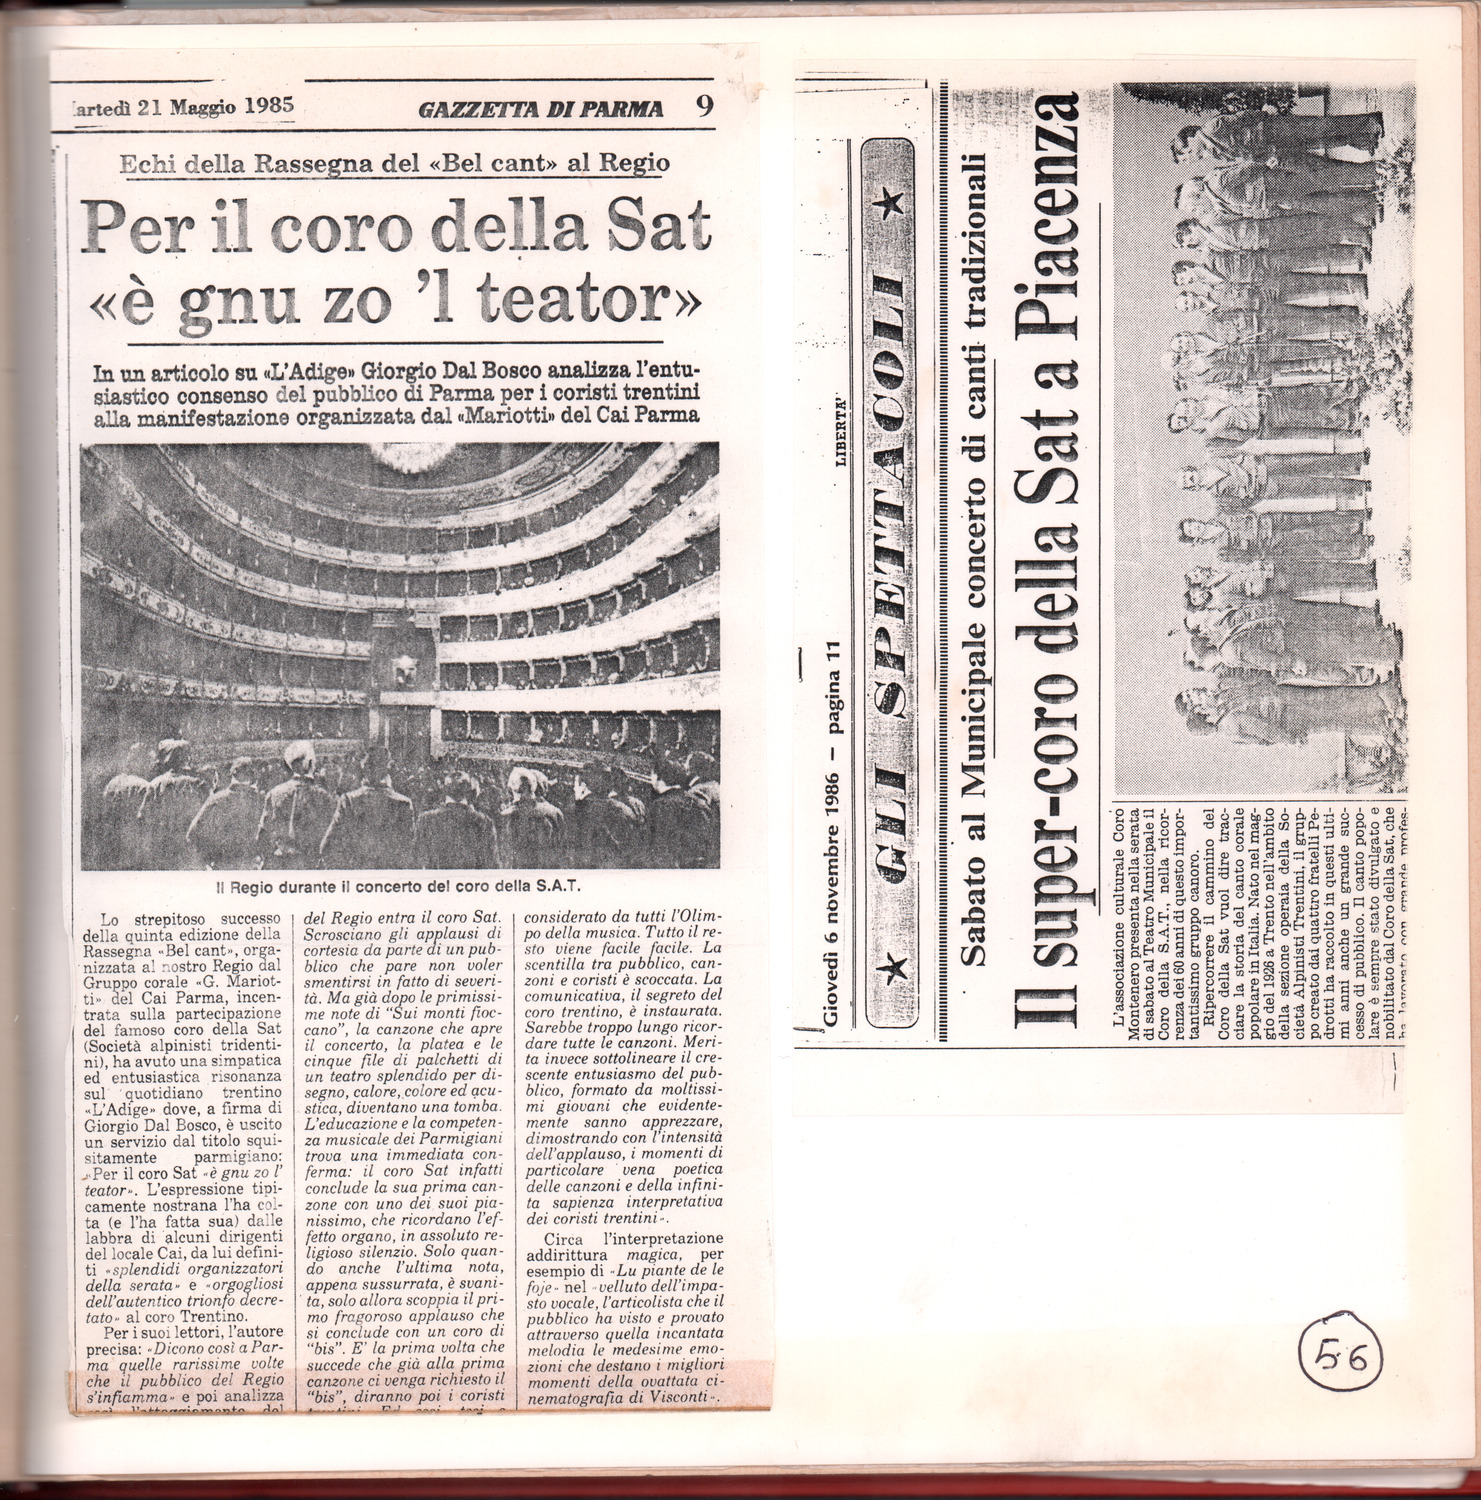 artedì 21 Maggio 1985
GAZZETTA DI PARMA 9
Echi della Rassegna del «Bel cant» al Regio
Per il coro della Sat
«è gnu zo 'l teator»
In un articolo su «L'Adige» Giorgio Dal Bosco analizza l'entu-
siastico consenso del pubblico di Parma per i coristi trentini
alla manifestazione organizzata dal «Mariotti» del Cai Parma
Il Regio durante il concerto del coro della S.A.T.
Lo strepitoso successo
della quinta edizione della
Rassegna «Bel cant», orga-
nizzata al nostro Regio dal
Gruppo corale «G. Mariot-
ti» del Cai Parma, incen-
trata sulla partecipazione
del famoso coro della Sat
(Società alpinisti tridenti-
ni), ha avuto una simpatica
ed entusiastica risonanza
sul quotidiano trentino
«L'Adige» dove, a firma di
Giorgio Dal Bosco, è uscito
un servizio dal titolo squi-
sitamente parmigiano:
«Per il coro Sat «è gnu zo l'
teator». L'espressione tipi-
camente nostrana l'ha col-
ta (e l'ha fatta sua) dalle
labbra di alcuni dirigenti
del locale Cai, da lui defini-
ti «splendidi organizzatori
della serata» e «orgogliosi
dell'autentico trionfo decre-
tato» al coro Trentino.
Per i suoi lettori, l'autore
precisa: «Dicono così a Par-
ma quelle rarissime volte
che il pubblico del Regio
s'infiamma» e poi analizza
così l'atteggiamento del
del Regio entra il coro Sat.
Scrosciano gli applausi di
cortesia da parte di un pub-
blico che pare non voler
smentirsi in fatto di severi-
tà. Ma già dopo le primissi-
me note di "Sui monti fioc-
cano", la canzone che apre
il concerto, la platea e le
cinque file di palchetti di
un teatro splendido per di-
segno, calore, colore ed acu-
stica, diventano una tomba.
L'educazione e la competen-
za musicale dei Parmigiani
trova una immediata con-
ferma: il coro Sat infatti
conclude la sua prima can-
zone con uno dei suoi pia-
nissimo, che ricordano l'ef-
fetto organo, in assoluto re-
ligioso silenzio. Solo quan-
do anche l'ultima nota,
appena sussurrata, è svani-
ta, solo allora scoppia il pri-
mo fragoroso applauso che
si conclude con un coro di
"bis". E' la prima volta che
succede che già alla prima
canzone ci venga richiesto il
"bis", diranno poi i coristi
considerato da tutti l'Olim-
po della musica. Tutto il re-
sto viene facile facile. La
scentilla tra pubblico, can-
zoni e coristi è scoccata. La
comunicativa, il segreto del
coro trentino, è instaurata.
Sarebbe troppo lungo ricor-
dare tutte le canzoni. Meri-
ta invece sottolineare il cre-
scente entusiasmo del pub-
blico, formato da moltissi-
mi giovani che evidente-
mente sanno apprezzare,
dimostrando con l'intensità
dell'applauso, i momenti di
particolare vena poetica
delle canzoni e della infini-
ta sapienza interpretativa
dei coristi trentini».
Circa l'interpretazione
addirittura magica, per
esempio di «Lu piante de le
foje» nel «velluto dell'impa-
sto vocale, l'articolista che il
pubblico ha visto e provato
attraverso quella incantata
melodia le medesime emo-
zioni che destano i migliori
momenti della ovattata ci-
nematografia di Visconti».
Giovedì 6 novembre 1986 – pagina 11
LIBERTA'
★ GLI SPETTACOLI ★
Sabato al Municipale concerto di canti tradizionali
Il super-coro della Sat a Piacenza
L'associazione culturale Coro
Montenero presenta nella serata
di sabato al Teatro Municipale il
Coro della S.A.T., nella ricor-
renza dei 60 anni di questo impor-
tantissimo gruppo canoro.
Ripercorrere il cammino del
Coro della Sat vuol dire trac-
ciare la storia del canto corale
popolare in Italia. Nato nel mag-
gio del 1926 a Trento nell'ambito
della sezione operaia della So-
cietà Alpinisti Trentini, il grup-
po creato dai quattro fratelli Pe-
drotti ha raccolto in questi ulti-
mi anni anche un grande suc-
cesso di pubblico. Il canto popo-
lare è sempre stato divulgato e
nobilitato dal Coro della Sat, che
ha lavorato con grande profes-
56